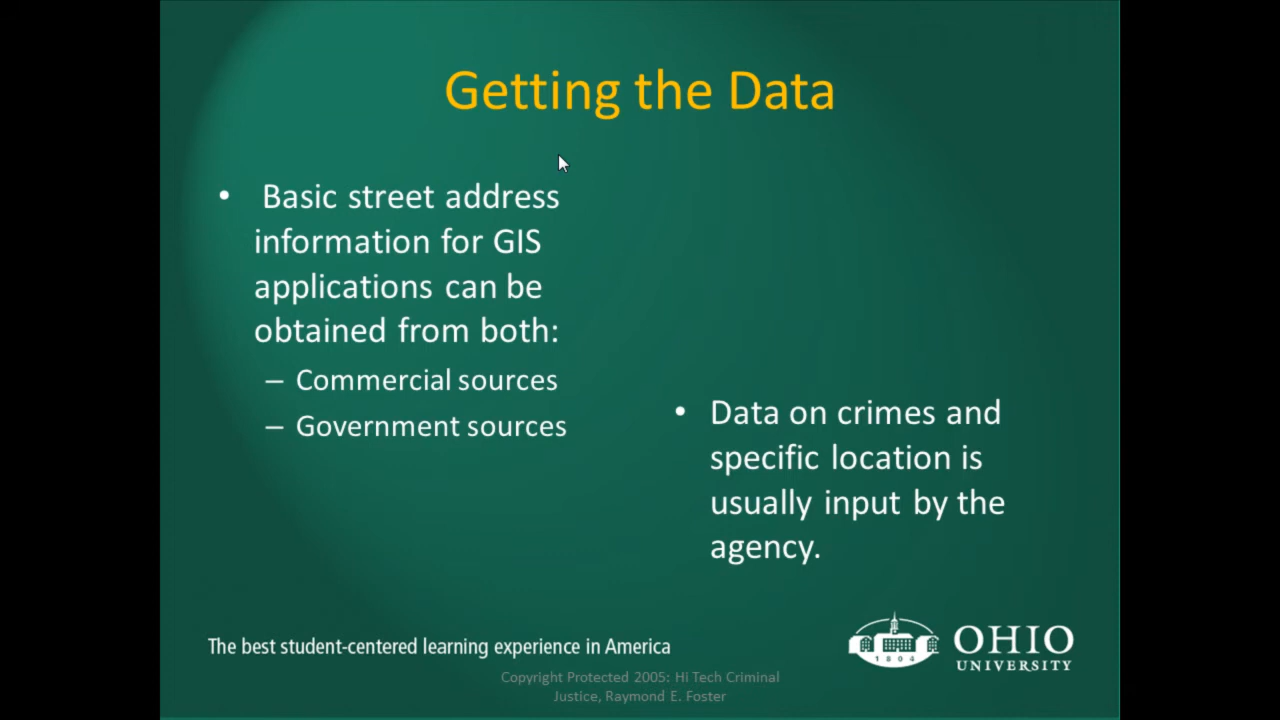 Getting the Data
• Basic street address
information for GIS
applications can be
obtained from both:
– Commercial sources
– Government sources
• Data on crimes and
specific location is
usually input by the
agency.
The best student-centered learning experience in America
1804
OHIO
UNIVERSITY
Copyright Protected 2005: Hi Tech Criminal
Justice, Raymond E. Foster